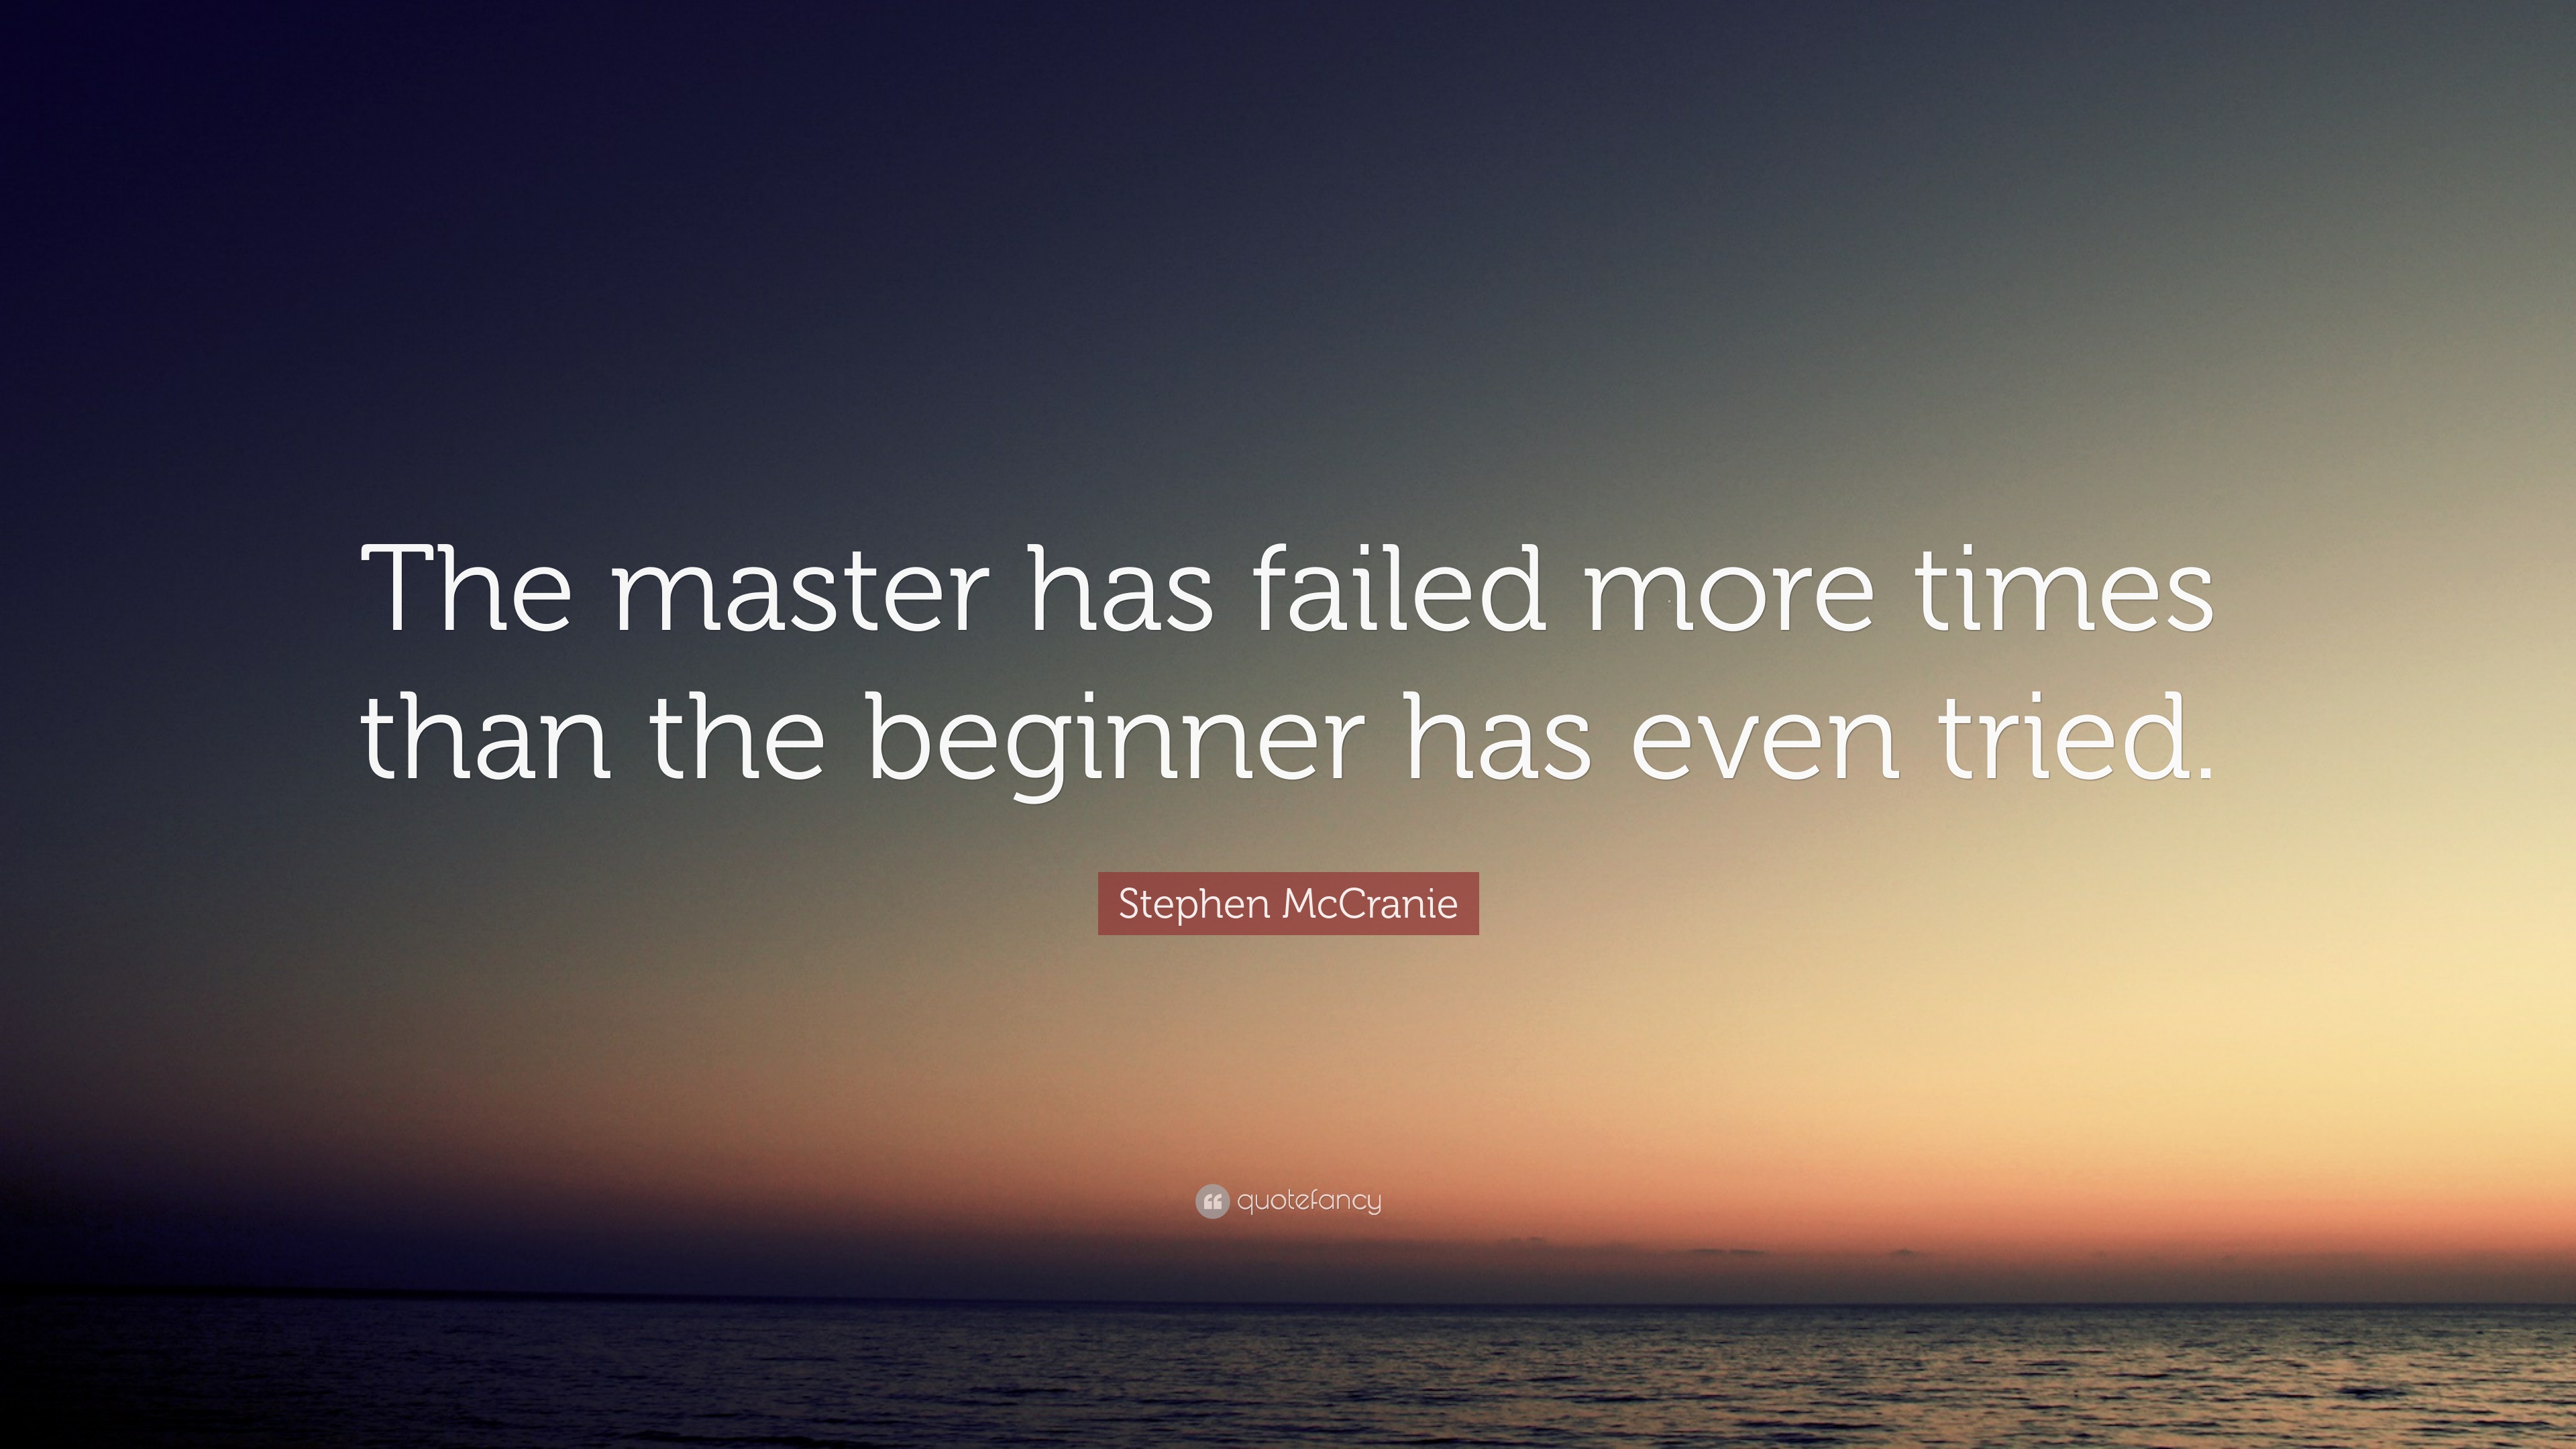 The master has failed more times
than the beginner has even tried.
Stephen McCranie
quotefancy